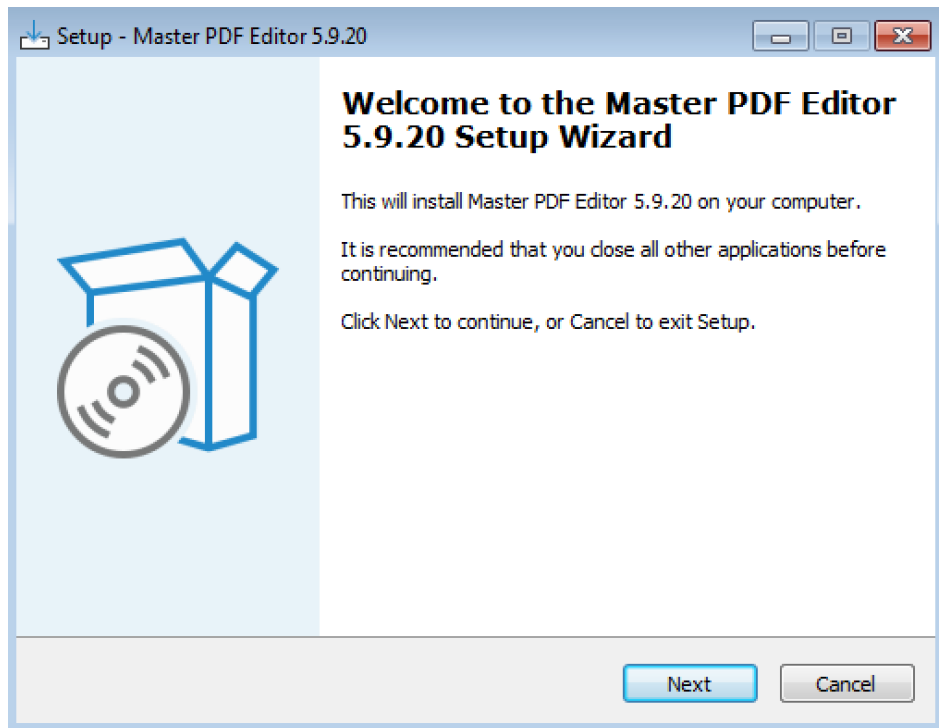 Setup - Master PDF Editor 5.9.20
Welcome to the Master PDF Editor
5.9.20 Setup Wizard
This will install Master PDF Editor 5.9.20 on your computer.
It is recommended that you close all other applications before
continuing.
Click Next to continue, or Cancel to exit Setup.
Next
Cancel